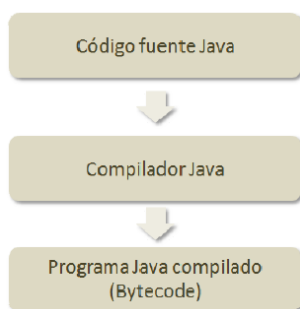 Código fuente Java
Compilador Java
Programa Java compilado
(Bytecode)